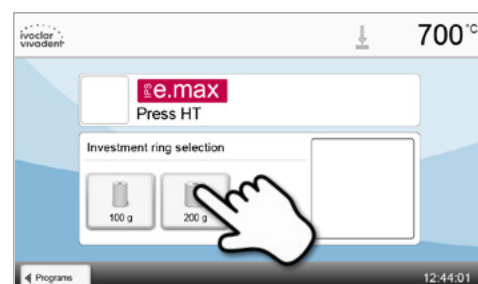 ivoclar
vivadent
700°C
IPS e.max
Press HT
Investment ring selection
100 g
200 g
Programs
12:44:01